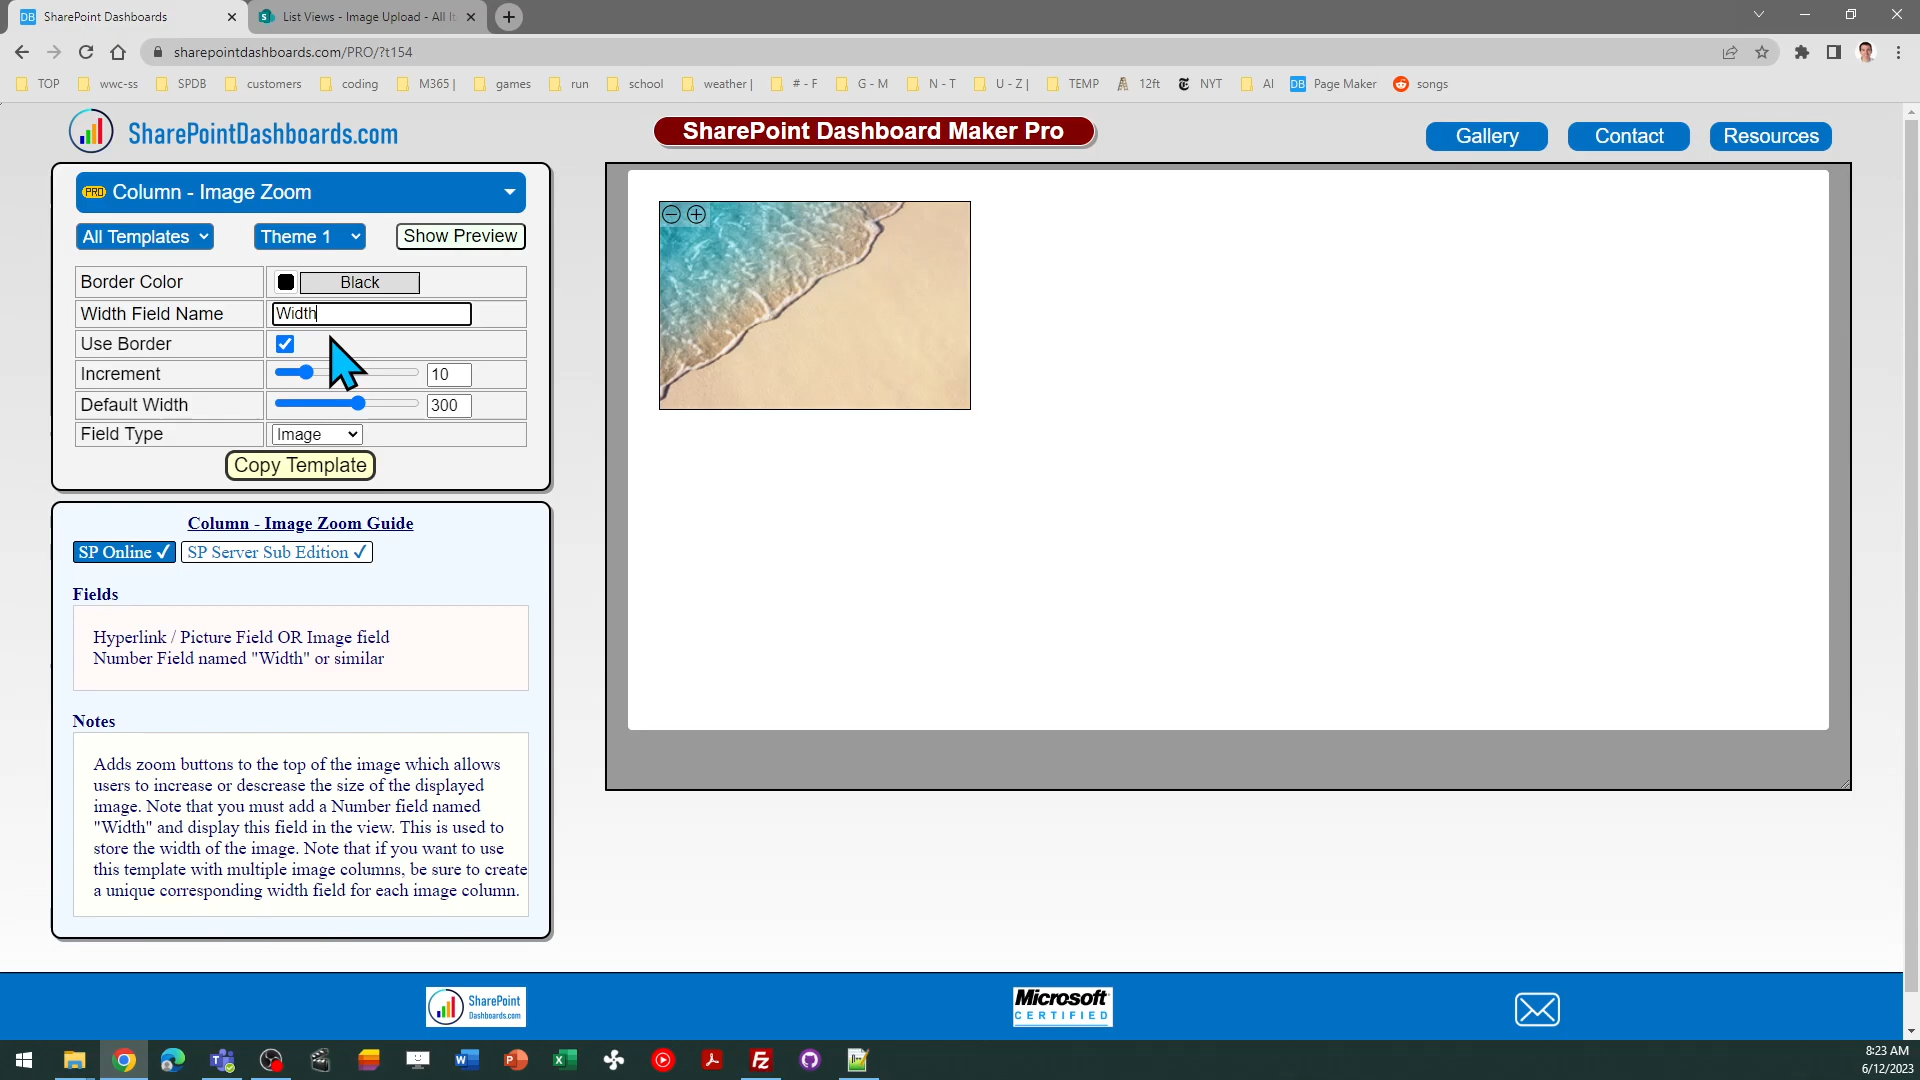 DB SharePoint Dashboards
List Views - Image Upload - All It
sharepointdashboards.com/PRO/?t154
TOP
wwc-ss
SPDB
customers
coding
M365 |
games
run
school
weather |
# - F
G - M
N - T
U - Z |
TEMP
12ft
NYT
AI
DB Page Maker
songs
SharePointDashboards.com
SharePoint Dashboard Maker Pro
Gallery
Contact
Resources
PRO Column - Image Zoom
All Templates
Theme 1
Show Preview
Border Color
Black
Width Field Name
Width
Use Border
Increment
10
Default Width
300
Field Type
Image
Copy Template
Column - Image Zoom Guide
SP Online ✓
SP Server Sub Edition ✓
Fields
Hyperlink / Picture Field OR Image field
Number Field named "Width" or similar
Notes
Adds zoom buttons to the top of the image which allows
users to increase or descrease the size of the displayed
image. Note that you must add a Number field named
"Width" and display this field in the view. This is used to
store the width of the image. Note that if you want to use
this template with multiple image columns, be sure to create
a unique corresponding width field for each image column.
SharePoint
Dashboards.com
Microsoft
CERTIFIED
8:23 AM
6/12/2023